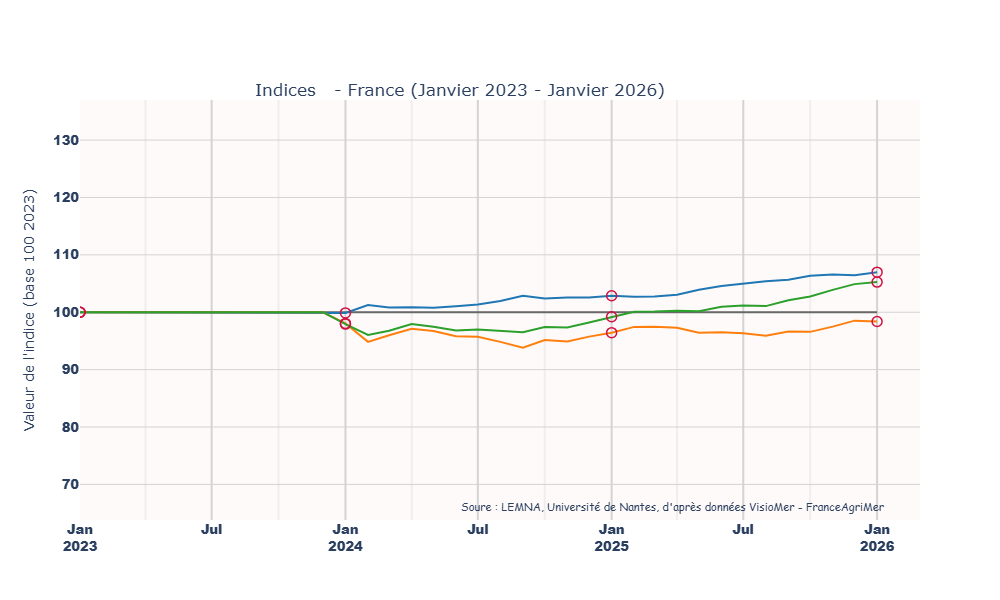 Indices   - France (Janvier 2023 - Janvier 2026)
Valeur de l'indice (base 100 2023)
130
120
110
100
90
80
70
Soure : LEMNA, Université de Nantes, d'après données VisioMer - FranceAgriMer
Jan Jul Jan Jul Jan Jul Jan
2023 2024 2025 2026